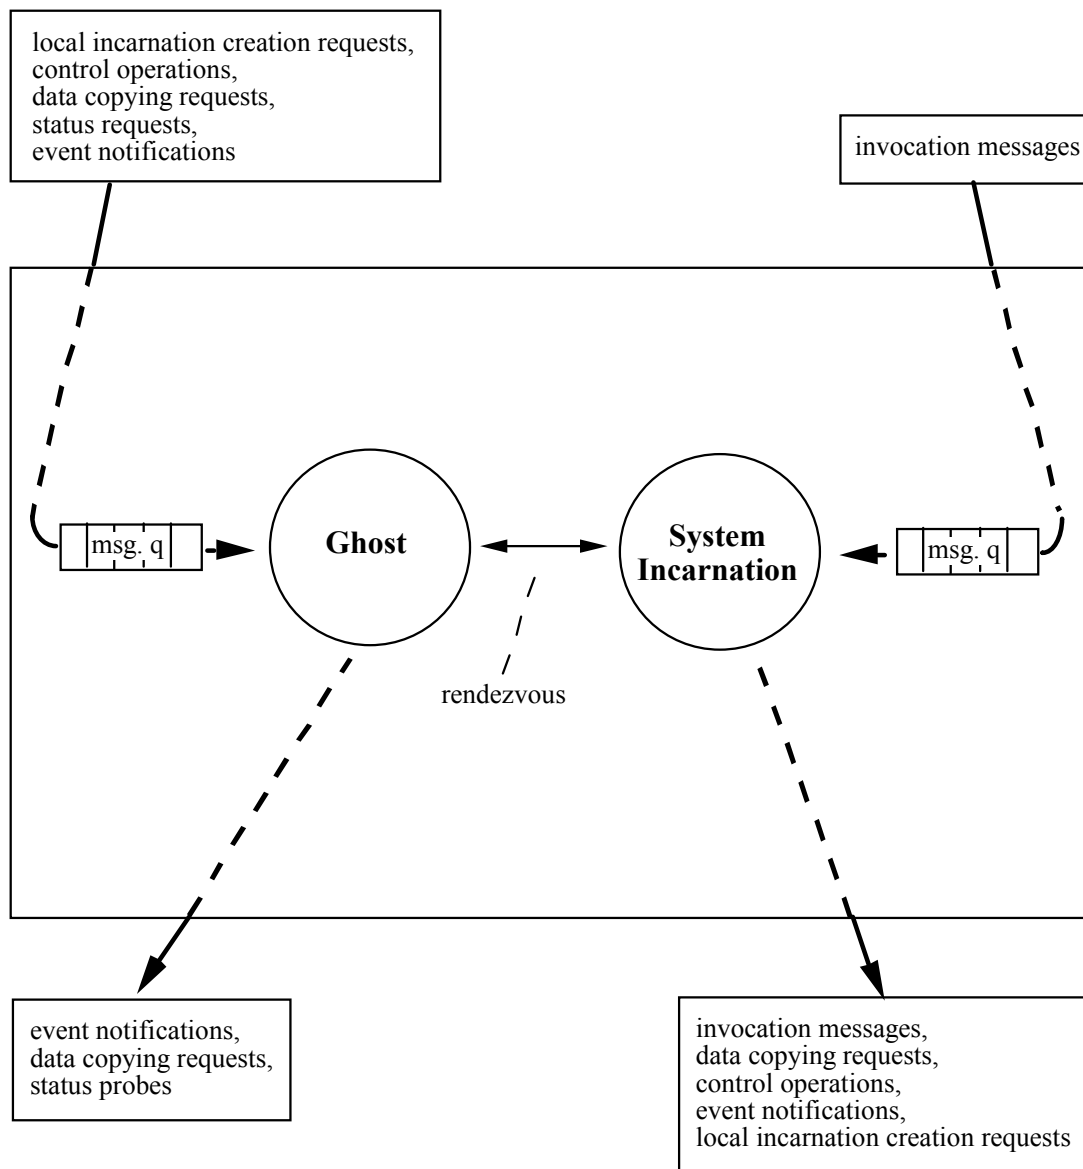 local incarnation creation requests,
control operations,
data copying requests,
status requests,
event notifications
invocation messages
msg. q
Ghost
System
Incarnation
msg. q
rendezvous
event notifications,
data copying requests,
status probes
invocation messages,
data copying requests,
control operations,
event notifications,
local incarnation creation requests